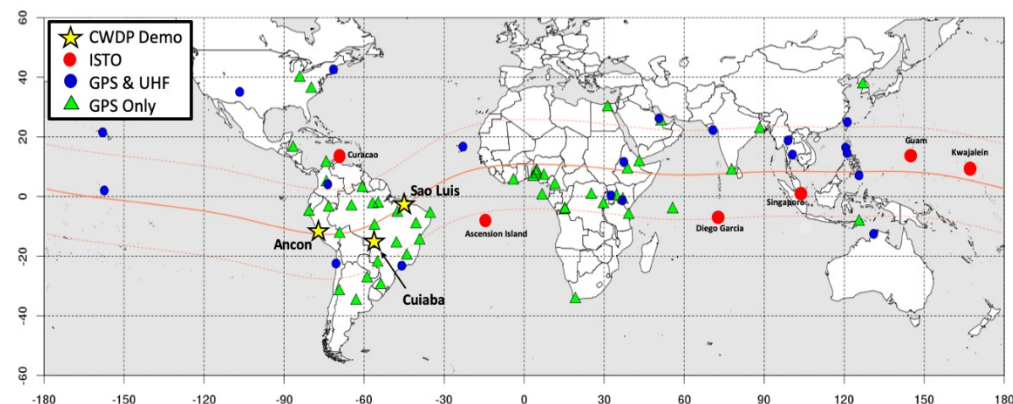 CWDP Demo
ISTO
GPS & UHF
GPS Only
60
40
20
0
-20
-40
-60
Curacao
Sao Luis
Ancon
Cuiaba
Ascension Island
Diego Garcia
Singapore
Guam
Kwajalein
-180 -150 -120 -90 -60 -30 0 30 60 90 120 150 180